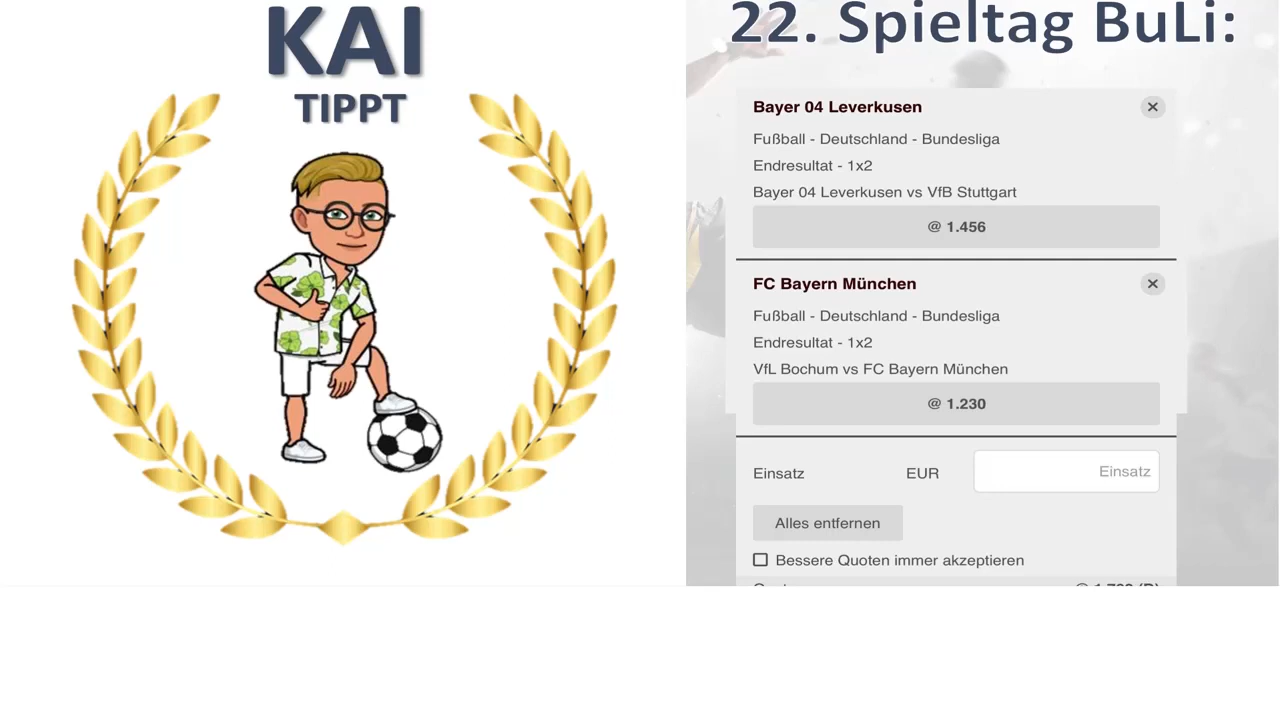 KAI
TIPPT
22. Spieltag BuLi:
Bayer 04 Leverkusen
Fußball - Deutschland - Bundesliga
Endresultat - 1x2
Bayer 04 Leverkusen vs VfB Stuttgart
@ 1.456
FC Bayern München
Fußball - Deutschland - Bundesliga
Endresultat - 1x2
VfL Bochum vs FC Bayern München
@ 1.230
Einsatz EUR Einsatz
Alles entfernen
Bessere Quoten immer akzeptieren